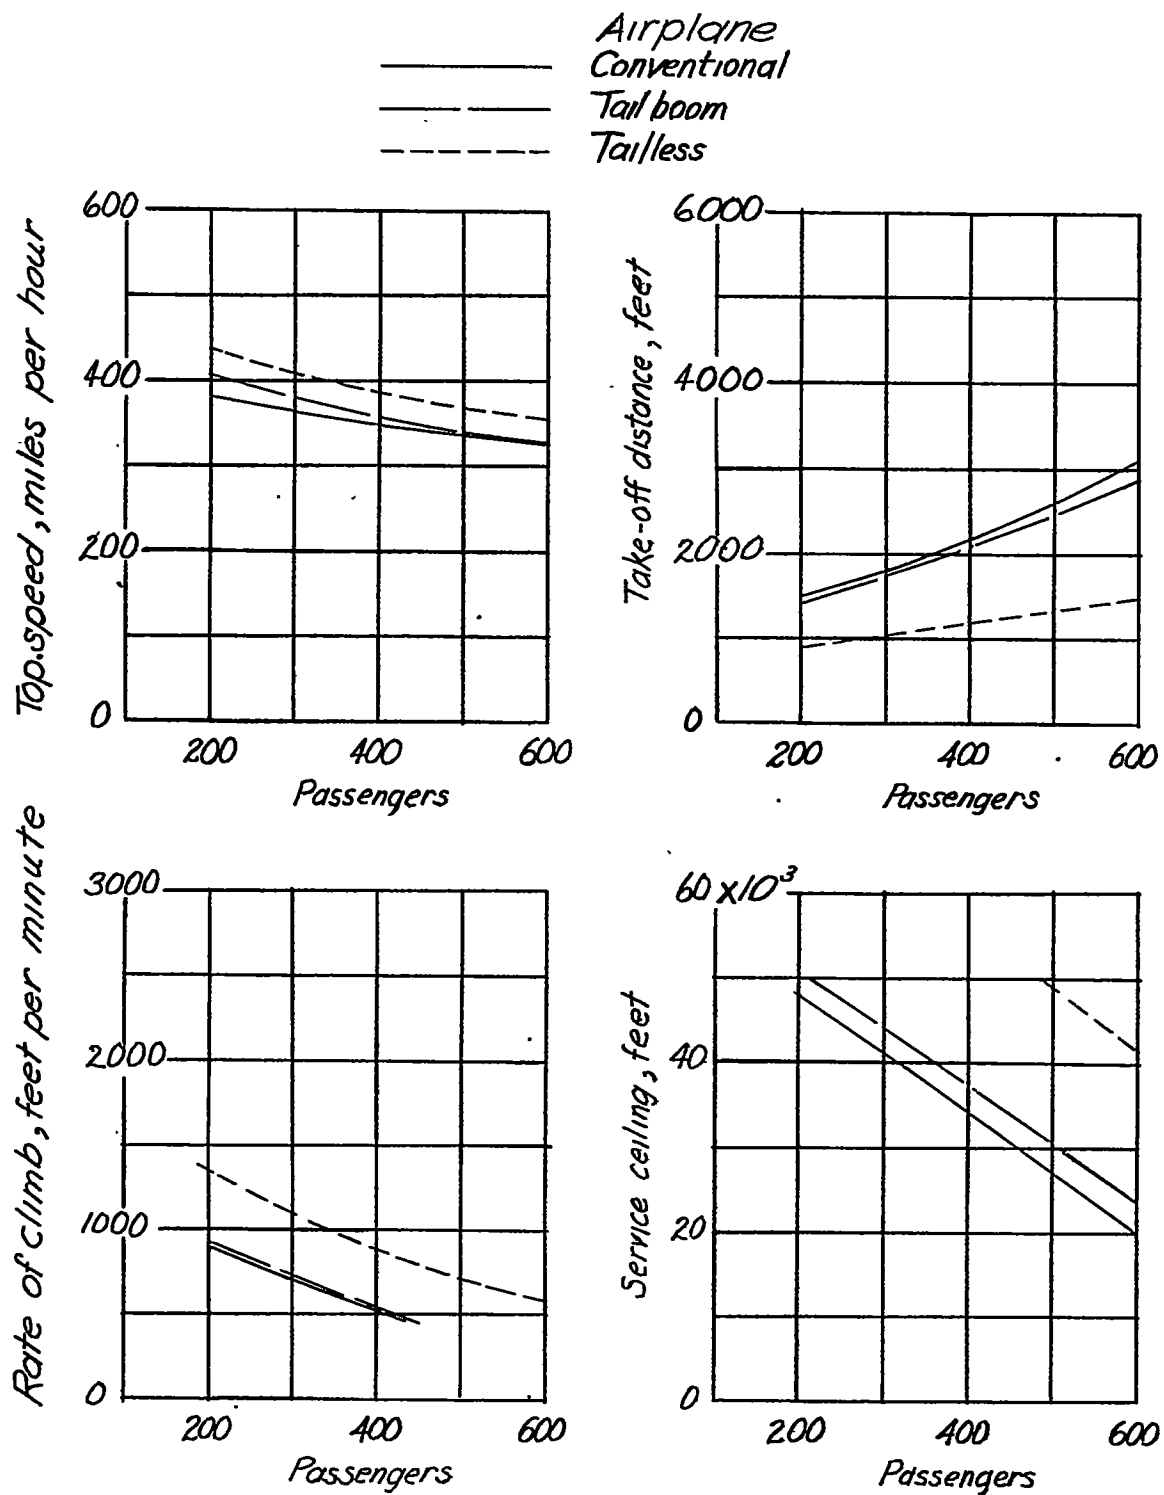 Airplane
Conventional
Tail boom
Tailless
Top speed, miles per hour
600
400
200
0
200 400 600
Passengers
Take-off distance, feet
6000
4000
2000
0
200 400 600
Passengers
Rate of climb, feet per minute
3000
2000
1000
0
200 400 600
Passengers
Service ceiling, feet
60 x 10³
40
20
0
200 400 600
Passengers